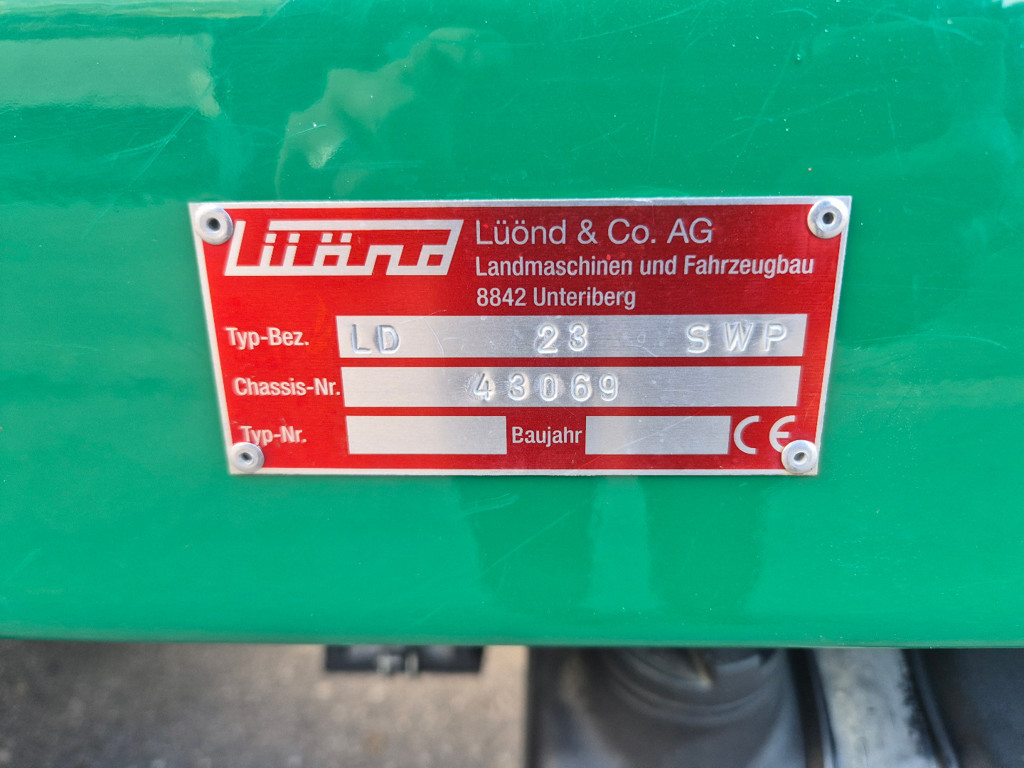 Lüönd
Lüönd & Co. AG
Landmaschinen und Fahrzeugbau
8842 Unteriberg
Typ-Bez. LD 23 SWP
Chassis-Nr. 43069
Typ-Nr. Baujahr CE